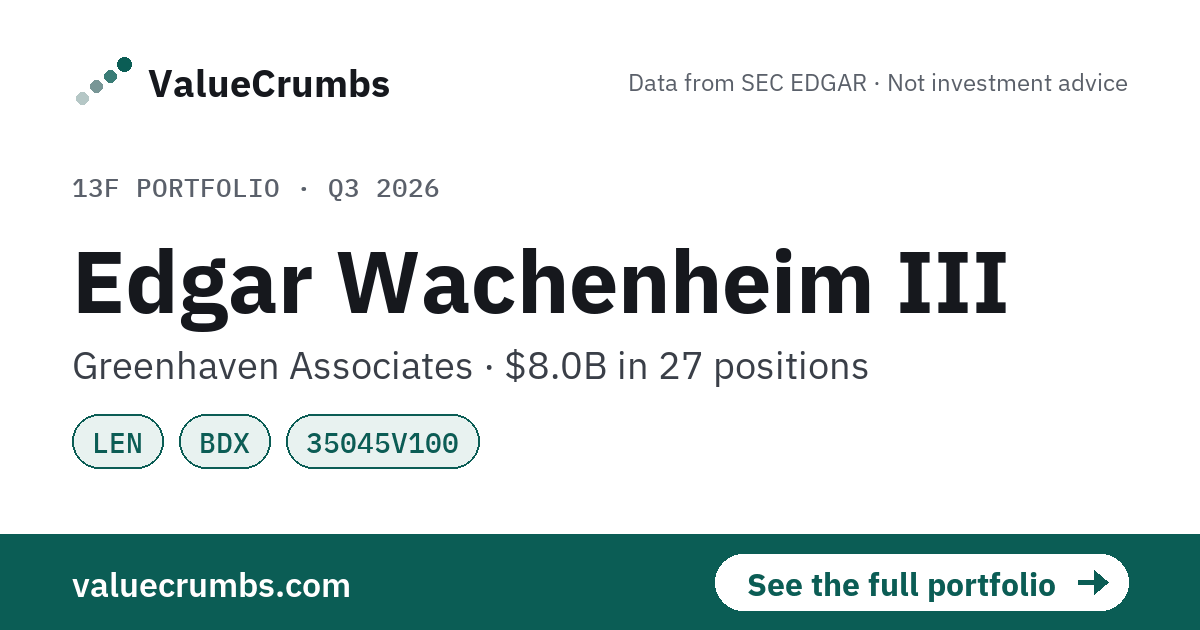 ValueCrumbs
Data from SEC EDGAR · Not investment advice
13F PORTFOLIO · Q3 2026
Edgar Wachenheim III
Greenhaven Associates · $8.0B in 27 positions
LEN BDX 35045V100
valuecrumbs.com
See the full portfolio →